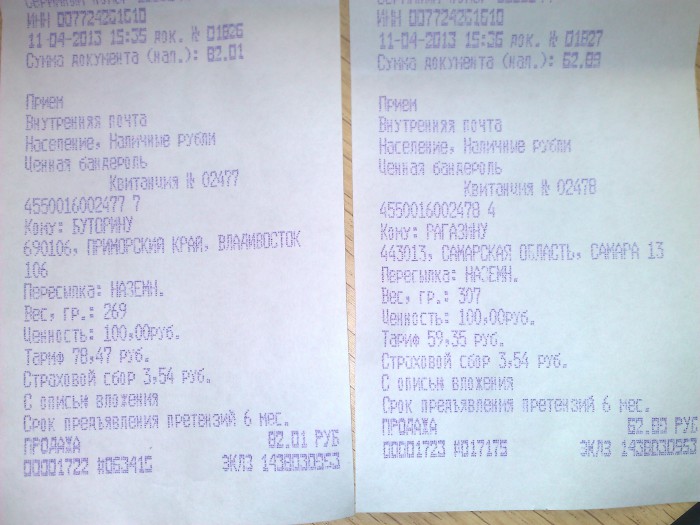 ИНН 007724261610
11-04-2013 15:35 док. № 01826
Сумма документа (нал.): 82.01
Прием
Внутренняя почта
Население, Наличные рубли
Ценная бандероль
Квитанция № 02477
4550016002477 7
Кому: БУТОРИНУ
690106, ПРИМОРСКИЙ КРАЙ, ВЛАДИВОСТОК
106
Пересылка: НАЗЕМН.
Вес, гр.: 269
Ценность: 100,00руб.
Тариф 78,47 руб.
Страховой сбор 3,54 руб.
С описью вложения
Срок предъявления претензий 6 мес.
ПРОДАЖА 82.01 РУБ
00001722 #063415 ЭКЛЗ 1438030953
ИНН 007724261610
11-04-2013 15:36 док. № 01827
Сумма документа (нал.): 62.89
Прием
Внутренняя почта
Население, Наличные рубли
Ценная бандероль
Квитанция № 02478
4550016002478 4
Кому: РАГАЗИНУ
443013, САМАРСКАЯ ОБЛАСТЬ, САМАРА 13
Пересылка: НАЗЕМН.
Вес, гр.: 307
Ценность: 100,00руб.
Тариф 59,35 руб.
Страховой сбор 3,54 руб.
С описью вложения
Срок предъявления претензий 6 мес.
ПРОДАЖА 62.89 РУБ
00001723 #017175 ЭКЛЗ 1438030953